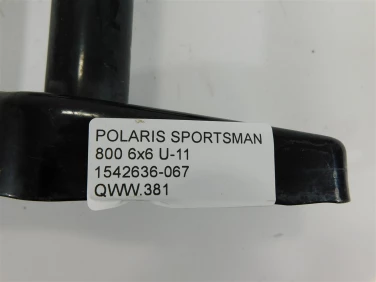 POLARIS SPORTSMAN
800 6x6 U-11
1542636-067
QWW.381